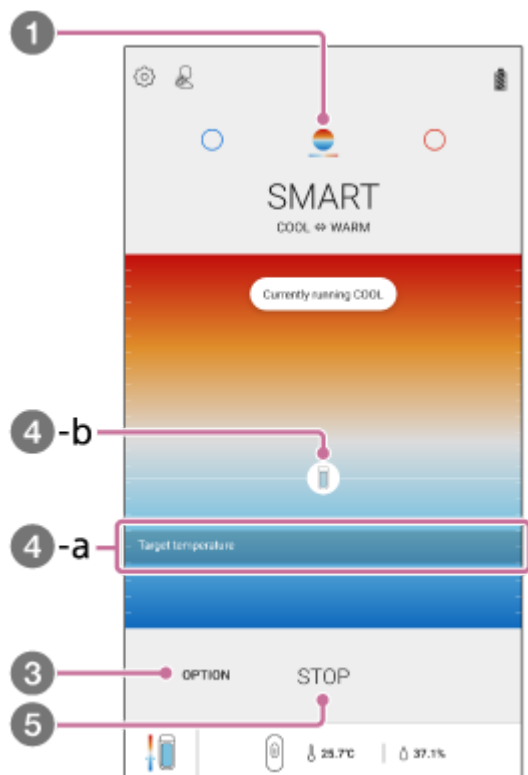 1
SMART
COOL ⇔ WARM
Currently running COOL
4 -b
4 -a
Target temperature
3
OPTION
STOP
5
25.7℃
37.1%